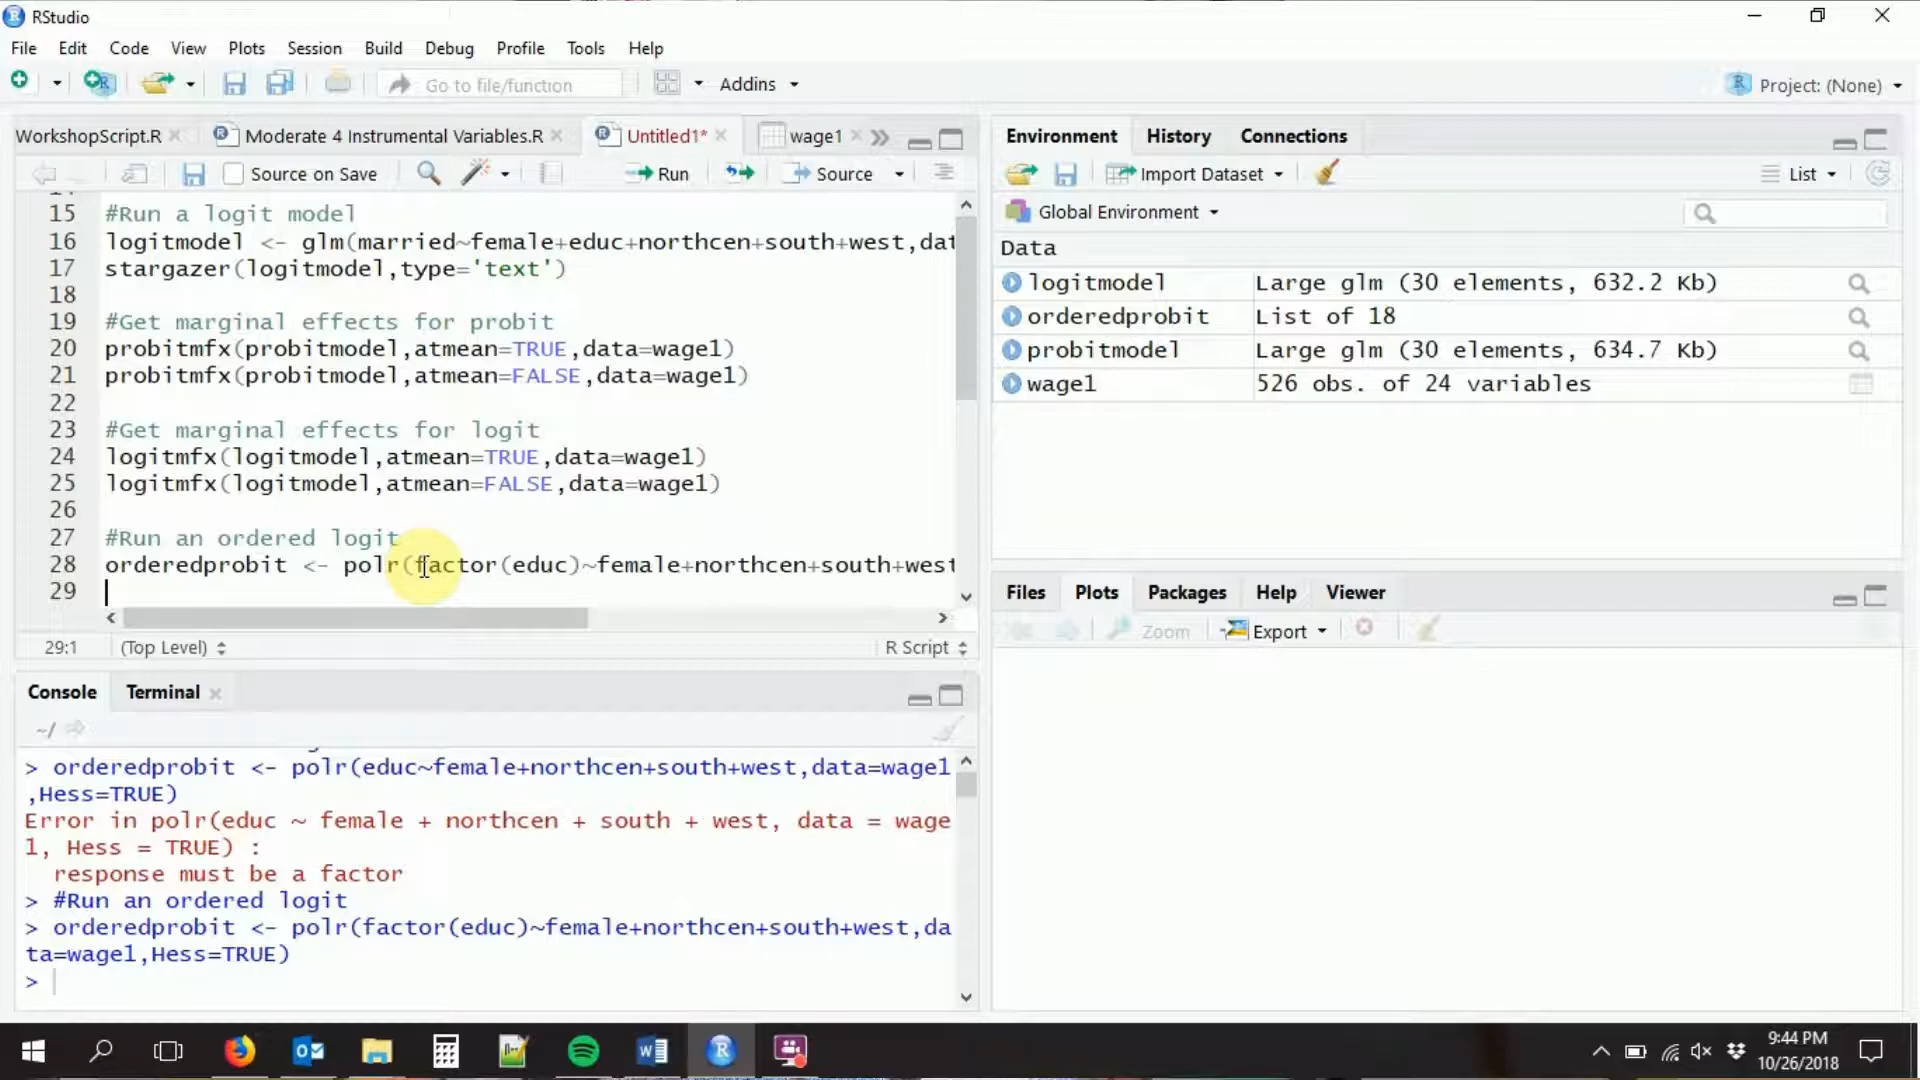 RStudio
File Edit Code View Plots Session Build Debug Profile Tools Help
Go to file/function Addins Project: (None)
WorkshopScript.R Moderate 4 Instrumental Variables.R Untitled1* wage1
Source on Save Run Source
15 #Run a logit model
16 logitmodel <- glm(married~female+educ+northcen+south+west,dat
17 stargazer(logitmodel,type='text')
18
19 #Get marginal effects for probit
20 probitmfx(probitmodel,atmean=TRUE,data=wage1)
21 probitmfx(probitmodel,atmean=FALSE,data=wage1)
22
23 #Get marginal effects for logit
24 logitmfx(logitmodel,atmean=TRUE,data=wage1)
25 logitmfx(logitmodel,atmean=FALSE,data=wage1)
26
27 #Run an ordered logit
28 orderedprobit <- polr(factor(educ)~female+northcen+south+west
29
29:1 (Top Level) R Script
Console Terminal
~/
> orderedprobit <- polr(educ~female+northcen+south+west,data=wage1
,Hess=TRUE)
Error in polr(educ ~ female + northcen + south + west, data = wage
1, Hess = TRUE) :
response must be a factor
> #Run an ordered logit
> orderedprobit <- polr(factor(educ)~female+northcen+south+west,da
ta=wage1,Hess=TRUE)
>
Environment History Connections
Import Dataset List
Global Environment
Data
logitmodel Large glm (30 elements, 632.2 Kb)
orderedprobit List of 18
probitmodel Large glm (30 elements, 634.7 Kb)
wage1 526 obs. of 24 variables
Files Plots Packages Help Viewer
Zoom Export
9:44 PM
10/26/2018